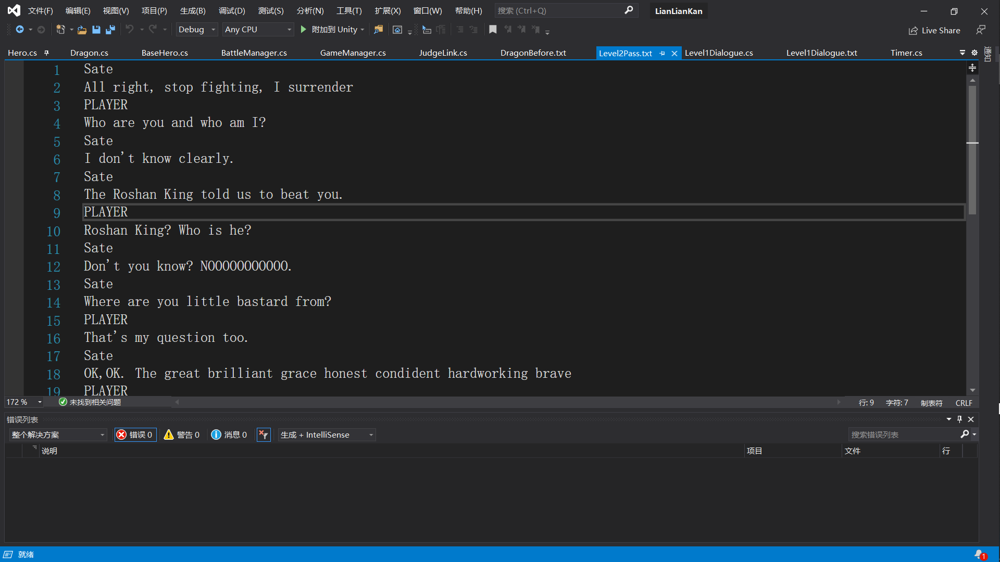 文件(F) 编辑(E) 视图(V) 项目(P) 生成(B) 调试(D) 测试(S) 分析(N) 工具(T) 扩展(X) 窗口(W) 帮助(H) 搜索 (Ctrl+Q) LianLianKan
Debug Any CPU 附加到 Unity Live Share
Hero.cs Dragon.cs BaseHero.cs BattleManager.cs GameManager.cs JudgeLink.cs DragonBefore.txt Level2Pass.txt Level1Dialogue.cs Level1Dialogue.txt Timer.cs
通知
1 Sate
2 All right, stop fighting, I surrender
3 PLAYER
4 Who are you and who am I?
5 Sate
6 I don't know clearly.
7 Sate
8 The Roshan King told us to beat you.
9 PLAYER
10 Roshan King? Who is he?
11 Sate
12 Don't you know? NOOOOOOOOOOO.
13 Sate
14 Where are you little bastard from?
15 PLAYER
16 That's my question too.
17 Sate
18 OK,OK. The great brilliant grace honest condident hardworking brave
19 PLAYER
172 % 未找到相关问题 行: 9 字符: 7 制表符 CRLF
错误列表
整个解决方案 错误 0 警告 0 消息 0 生成 + IntelliSense 搜索错误列表
说明 项目 文件 行
就绪 1